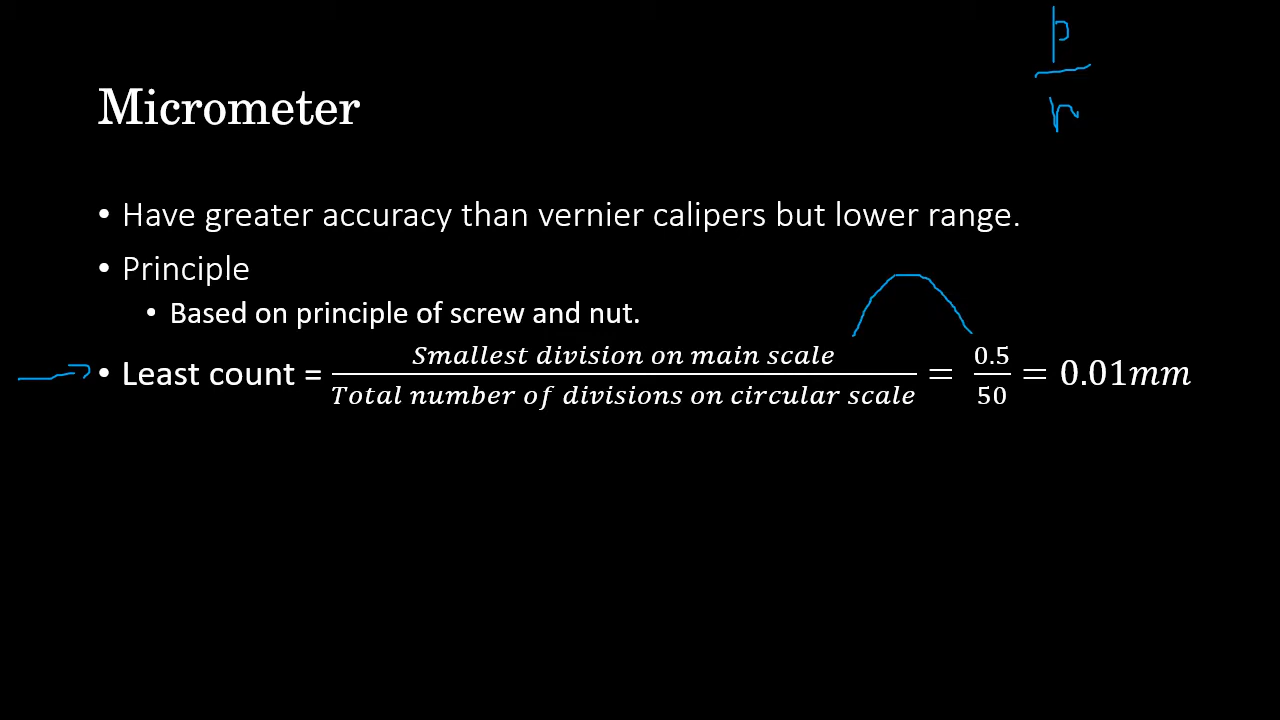 p
n
Micrometer
• Have greater accuracy than vernier calipers but lower range.
• Principle
• Based on principle of screw and nut.
• Least count = Smallest division on main scale / Total number of divisions on circular scale = 0.5 / 50 = 0.01mm